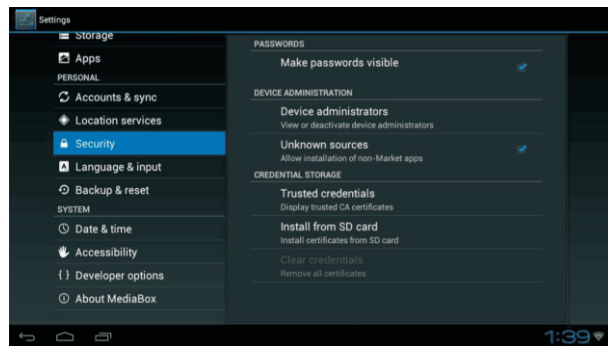 Settings
Storage
Apps
PERSONAL
Accounts & sync
Location services
Security
Language & input
Backup & reset
SYSTEM
Date & time
Accessibility
{ } Developer options
About MediaBox
PASSWORDS
Make passwords visible
DEVICE ADMINISTRATION
Device administrators
View or deactivate device administrators
Unknown sources
Allow installation of non-Market apps
CREDENTIAL STORAGE
Trusted credentials
Display trusted CA certificates
Install from SD card
Install certificates from SD card
Clear credentials
Remove all certificates
1:39